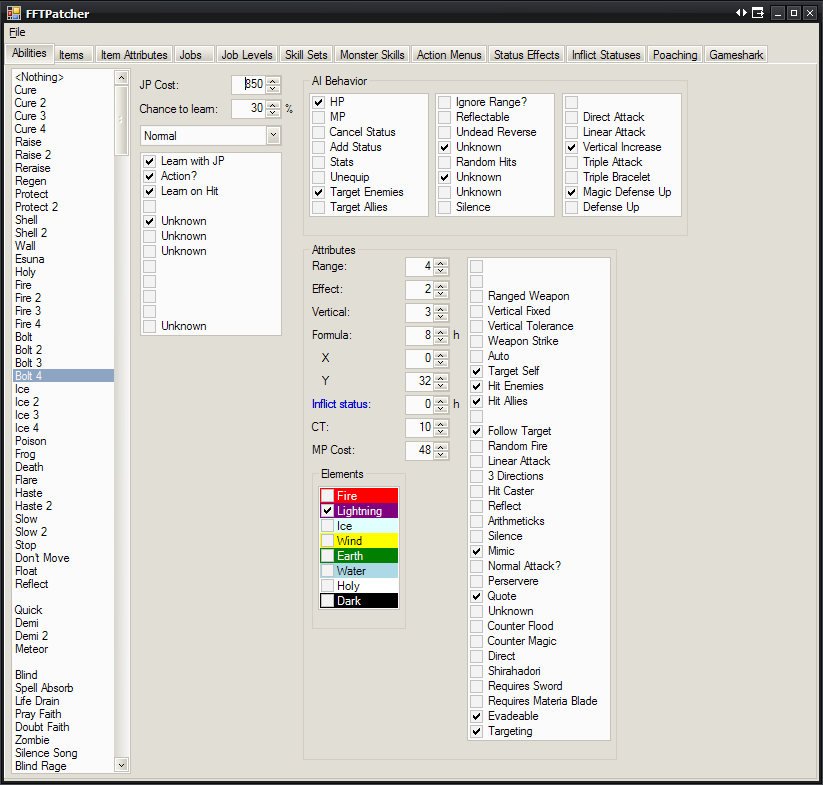 FFTPatcher
File
Abilities Items Item Attributes Jobs Job Levels Skill Sets Monster Skills Action Menus Status Effects Inflict Statuses Poaching Gameshark
<Nothing>
Cure
Cure 2
Cure 3
Cure 4
Raise
Raise 2
Reraise
Regen
Protect
Protect 2
Shell
Shell 2
Wall
Esuna
Holy
Fire
Fire 2
Fire 3
Fire 4
Bolt
Bolt 2
Bolt 3
Bolt 4
Ice
Ice 2
Ice 3
Ice 4
Poison
Frog
Death
Flare
Haste
Haste 2
Slow
Slow 2
Stop
Don't Move
Float
Reflect
Quick
Demi
Demi 2
Meteor
Blind
Spell Absorb
Life Drain
Pray Faith
Doubt Faith
Zombie
Silence Song
Blind Rage
JP Cost: 850
Chance to learn: 30 %
Normal
Learn with JP
Action?
Learn on Hit
Unknown
Unknown
Unknown
Unknown
AI Behavior
HP
MP
Cancel Status
Add Status
Stats
Unequip
Target Enemies
Target Allies
Ignore Range?
Reflectable
Undead Reverse
Unknown
Random Hits
Unknown
Unknown
Silence
Direct Attack
Linear Attack
Vertical Increase
Triple Attack
Triple Bracelet
Magic Defense Up
Defense Up
Attributes
Range: 4
Effect: 2
Vertical: 3
Formula: 8 h
X 0
Y 32
Inflict status: 0 h
CT: 10
MP Cost: 48
Elements
Fire
Lightning
Ice
Wind
Earth
Water
Holy
Dark
Ranged Weapon
Vertical Fixed
Vertical Tolerance
Weapon Strike
Auto
Target Self
Hit Enemies
Hit Allies
Follow Target
Random Fire
Linear Attack
3 Directions
Hit Caster
Reflect
Arithmeticks
Silence
Mimic
Normal Attack?
Perservere
Quote
Unknown
Counter Flood
Counter Magic
Direct
Shirahadori
Requires Sword
Requires Materia Blade
Evadeable
Targeting